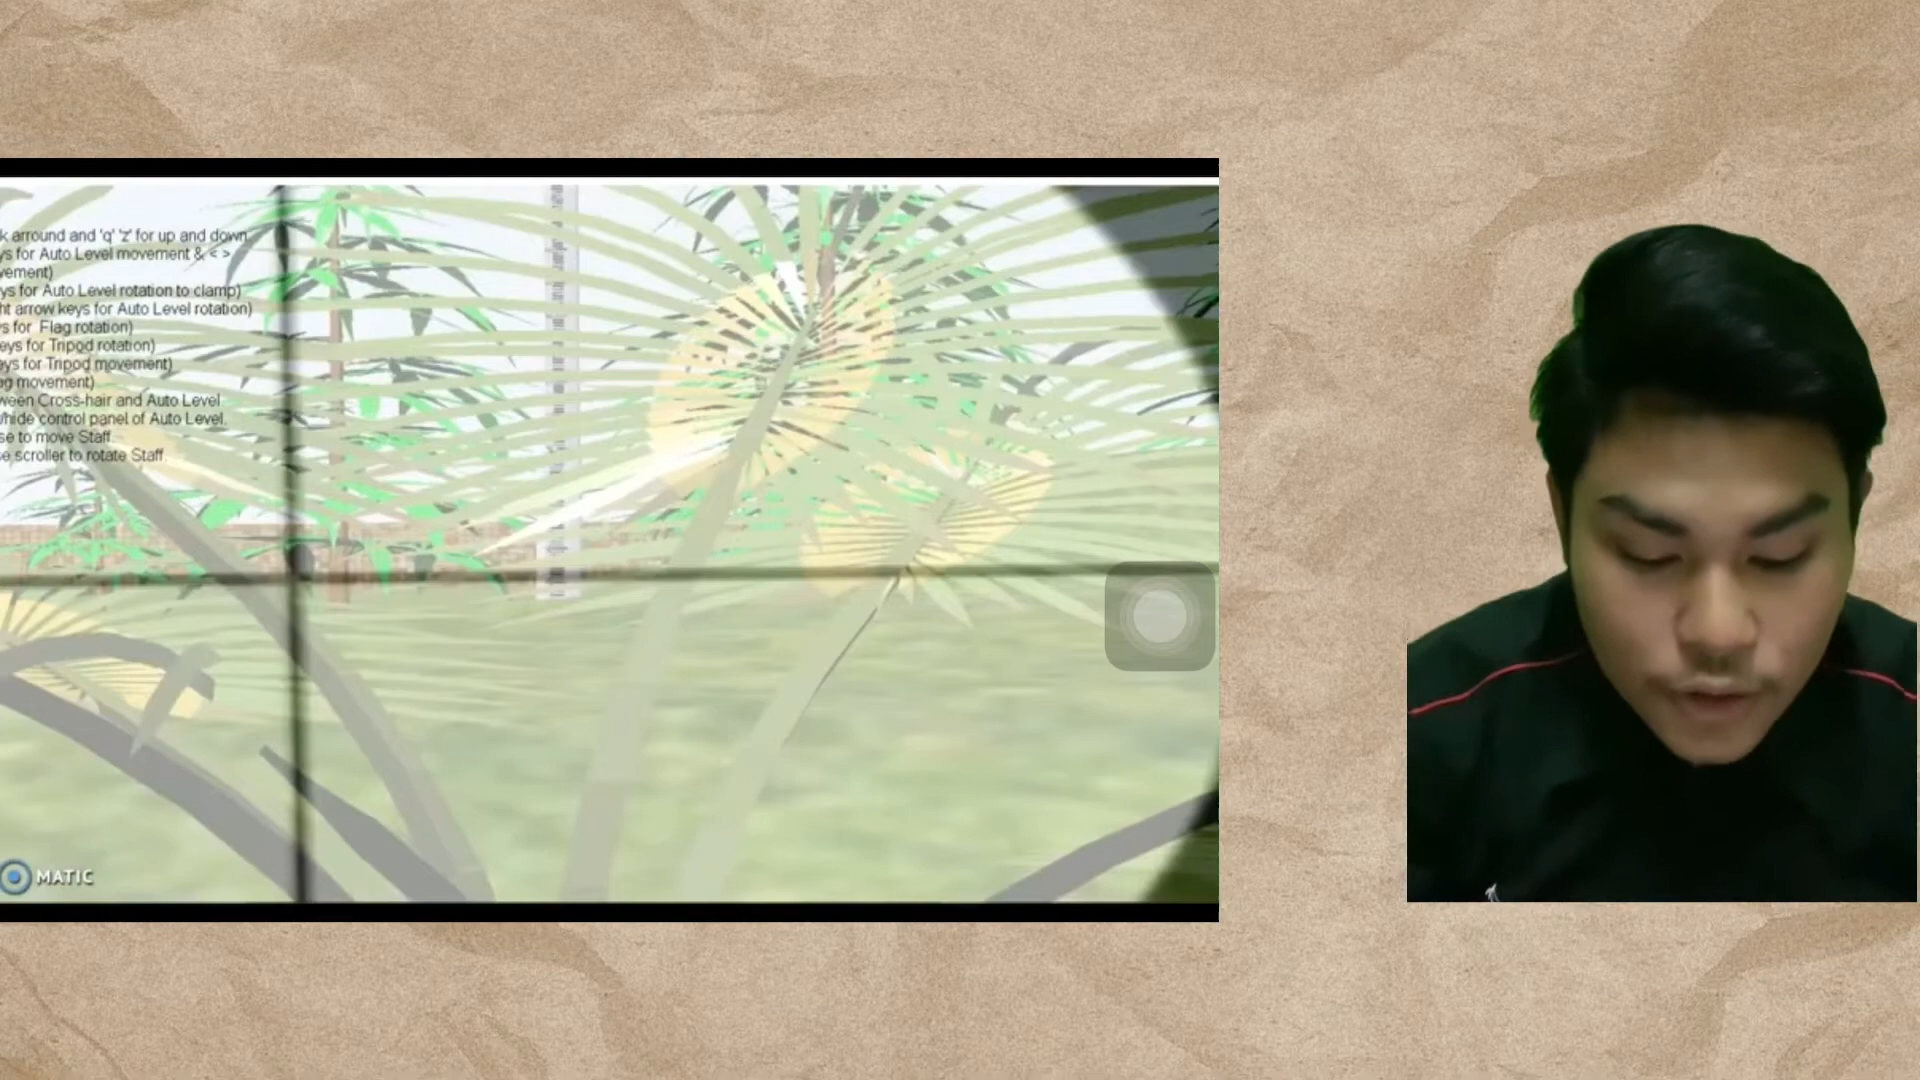 k arround and 'q' 'z' for up and down.
ys for Auto Level movement & < >
vement)
ys for Auto Level rotation to clamp)
ht arrow keys for Auto Level rotation)
s for Flag rotation)
eys for Tripod rotation)
eys for Tripod movement)
ag movement)
ween Cross-hair and Auto Level
/hide control panel of Auto Level.
se to move Staff.
se scroller to rotate Staff.
MATIC